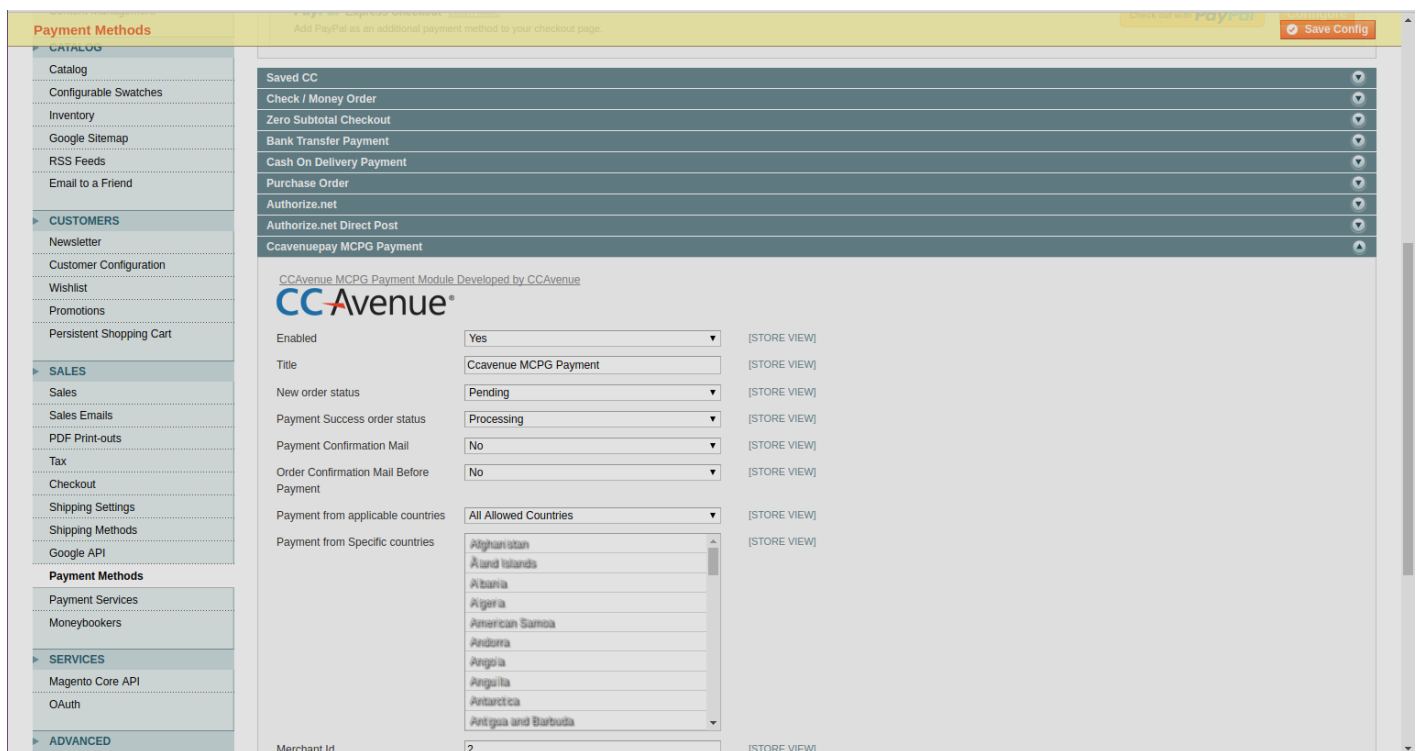 Payment Methods
Add PayPal as an additional payment method to your checkout page.
Check out with PayPal
Configure
Save Config
CATALOG
Catalog
Configurable Swatches
Inventory
Google Sitemap
RSS Feeds
Email to a Friend
CUSTOMERS
Newsletter
Customer Configuration
Wishlist
Promotions
Persistent Shopping Cart
SALES
Sales
Sales Emails
PDF Print-outs
Tax
Checkout
Shipping Settings
Shipping Methods
Google API
Payment Methods
Payment Services
Moneybookers
SERVICES
Magento Core API
OAuth
ADVANCED
Saved CC
Check / Money Order
Zero Subtotal Checkout
Bank Transfer Payment
Cash On Delivery Payment
Purchase Order
Authorize.net
Authorize.net Direct Post
Ccavenuepay MCPG Payment
CCAvenue MCPG Payment Module Developed by CCAvenue
CCAvenue®
Enabled Yes [STORE VIEW]
Title Ccavenue MCPG Payment [STORE VIEW]
New order status Pending [STORE VIEW]
Payment Success order status Processing [STORE VIEW]
Payment Confirmation Mail No [STORE VIEW]
Order Confirmation Mail Before No [STORE VIEW]
Payment
Payment from applicable countries All Allowed Countries [STORE VIEW]
Payment from Specific countries Afghanistan [STORE VIEW]
Åland Islands
Albania
Algeria
American Samoa
Andorra
Angola
Anguilla
Antarctica
Antigua and Barbuda
Merchant Id 2 [STORE VIEW]